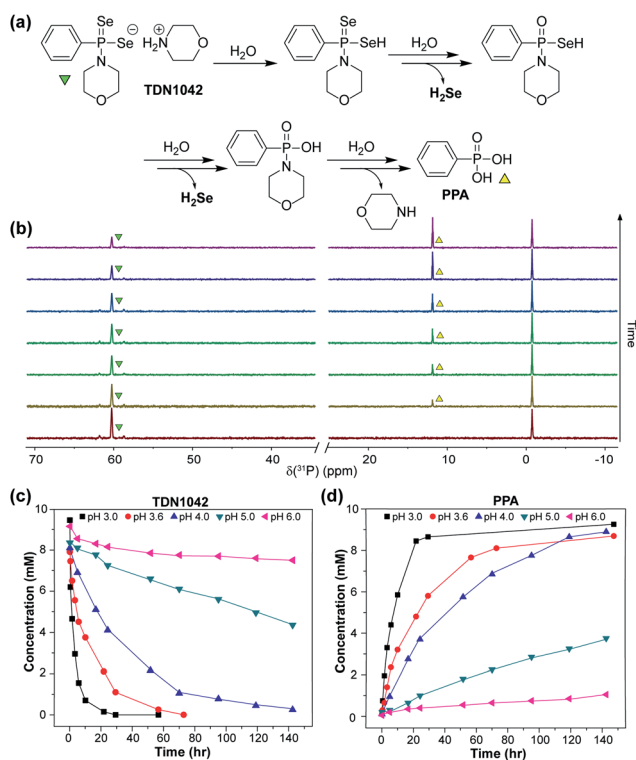 (a)
Se
P
Se
⊖
N
O
⊕
H₂N
O
TDN1042
H₂O
Se
P
SeH
N
O
H₂O
H₂Se
O
P
SeH
N
O
H₂O
H₂Se
O
P
OH
N
O
H₂O
O
NH
O
P
OH
OH
PPA
(b)
Time
70 60 50 40 20 10 0 -10
δ(³¹P) (ppm)
(c) TDN1042
pH 3.0 pH 3.6 pH 4.0 pH 5.0 pH 6.0
Concentration (mM)
10
8
6
4
2
0
0 20 40 60 80 100 120 140
Time (hr)
(d) PPA
pH 3.0 pH 3.6 pH 4.0 pH 5.0 pH 6.0
Concentration (mM)
10
8
6
4
2
0
0 20 40 60 80 100 120 140
Time (hr)